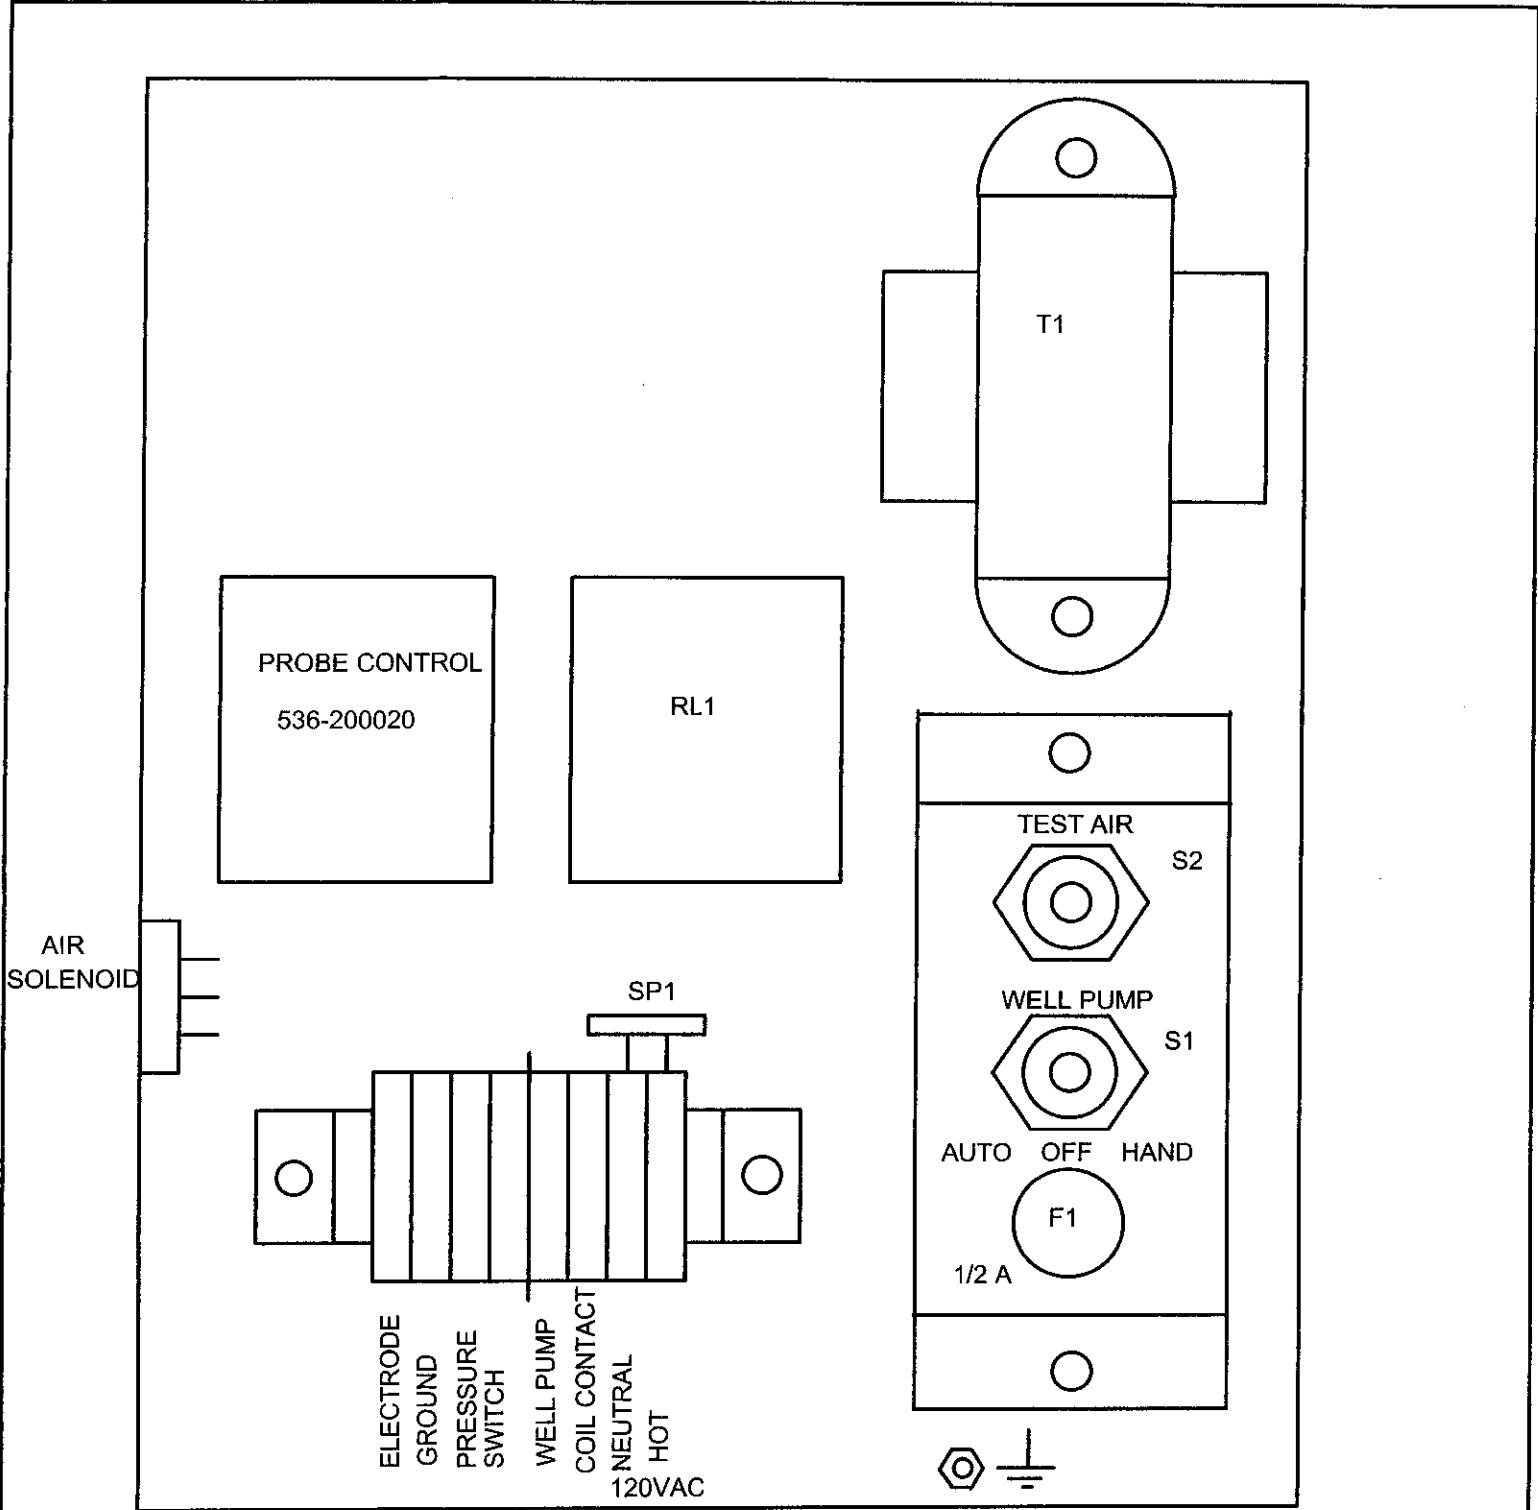 T1
PROBE CONTROL
536-200020
RL1
TEST AIR
S2
AIR
SOLENOID
SP1
WELL PUMP
S1
AUTO OFF HAND
F1
1/2 A
ELECTRODE
GROUND
PRESSURE
SWITCH
WELL PUMP
COIL CONTACT
NEUTRAL
HOT
120VAC